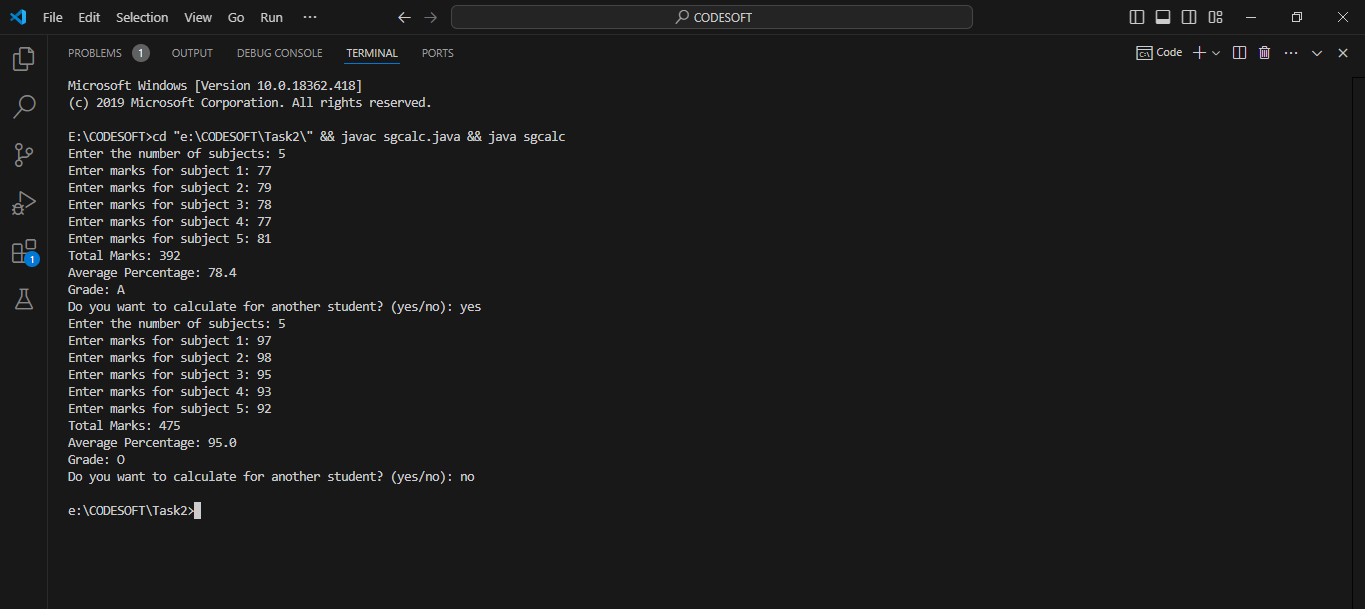 File Edit Selection View Go Run ··· CODESOFT
PROBLEMS 1 OUTPUT DEBUG CONSOLE TERMINAL PORTS Code
Microsoft Windows [Version 10.0.18362.418]
(c) 2019 Microsoft Corporation. All rights reserved.
E:\CODESOFT>cd "e:\CODESOFT\Task2\" && javac sgcalc.java && java sgcalc
Enter the number of subjects: 5
Enter marks for subject 1: 77
Enter marks for subject 2: 79
Enter marks for subject 3: 78
Enter marks for subject 4: 77
Enter marks for subject 5: 81
Total Marks: 392
Average Percentage: 78.4
Grade: A
Do you want to calculate for another student? (yes/no): yes
Enter the number of subjects: 5
Enter marks for subject 1: 97
Enter marks for subject 2: 98
Enter marks for subject 3: 95
Enter marks for subject 4: 93
Enter marks for subject 5: 92
Total Marks: 475
Average Percentage: 95.0
Grade: O
Do you want to calculate for another student? (yes/no): no
e:\CODESOFT\Task2>
1